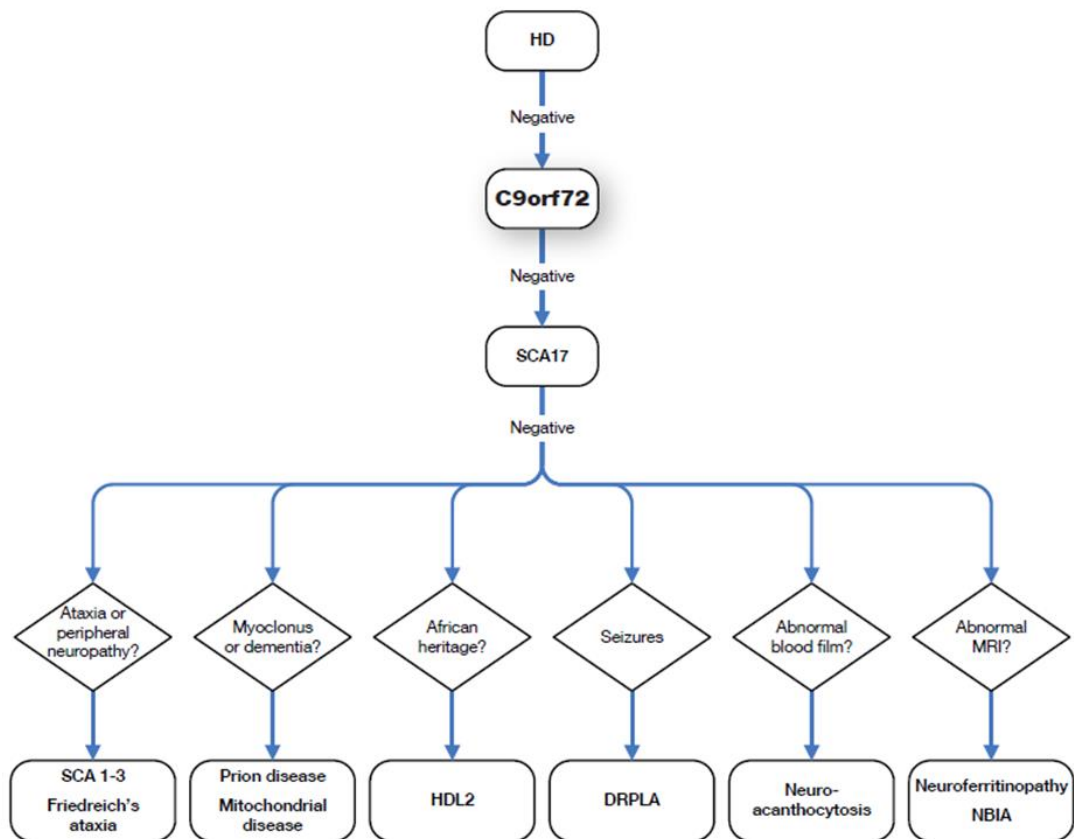 HD
Negative
C9orf72
Negative
SCA17
Negative
Ataxia or
peripheral
neuropathy?
Myoclonus
or dementia?
African
heritage?
Seizures
Abnormal
blood film?
Abnormal
MRI?
SCA 1-3
Friedreich's
ataxia
Prion disease
Mitochondrial
disease
HDL2
DRPLA
Neuro-
acanthocytosis
Neuroferritinopathy
NBIA